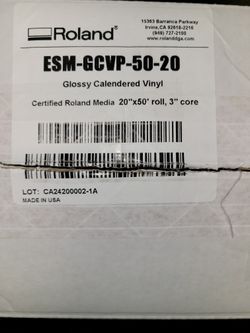 Roland
15363 Barranca Parkway
Irvine,CA 92618-2216
(949) 727-2100
www.rolanddga.com
ESM-GCVP-50-20
Glossy Calendered Vinyl
Certified Roland Media 20"x50' roll, 3" core
LOT: CA24200002-1A
MADE IN USA